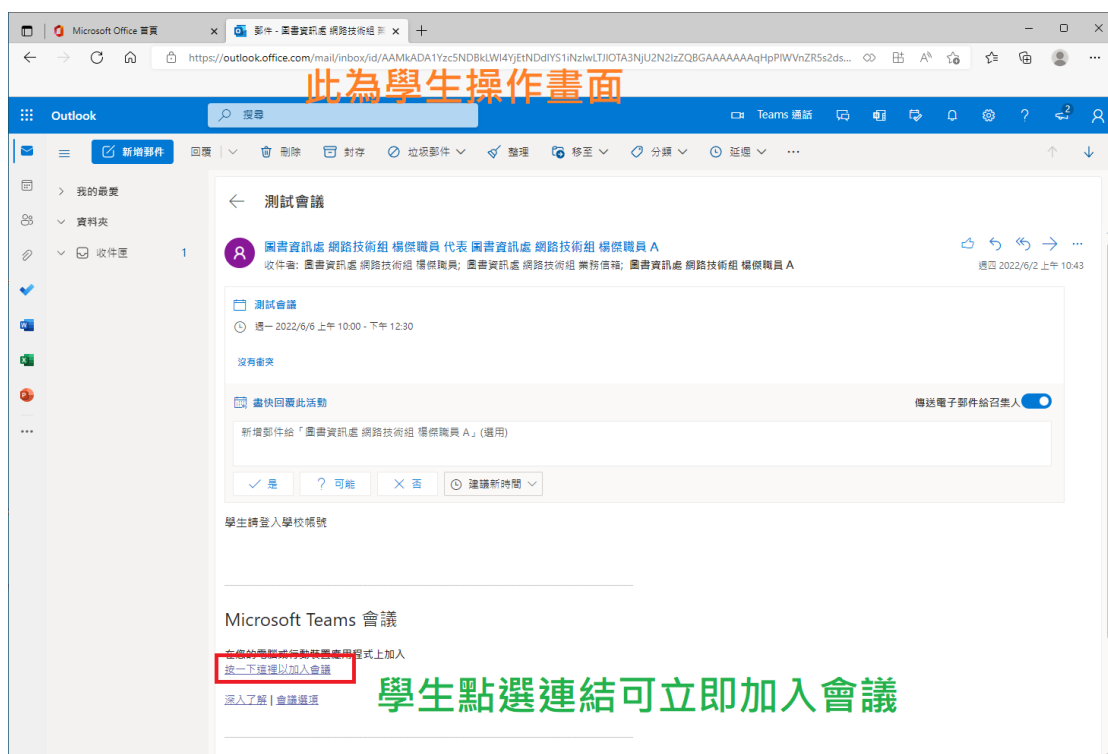 Microsoft Office 首頁
郵件 - 圖書資訊處 網路技術組
https://outlook.office.com/mail/inbox/id/AAMkADA1Yzc5NDBkLWI4YjEtNDdlYS1iNzIwLTJlOTA3NjU2N2IzZQBGAAAAAAAqHpPlWVnZR5s2ds...
此為學生操作畫面
Outlook
搜尋
Teams 通話
2
新增郵件
回覆
刪除
封存
垃圾郵件
整理
移至
分類
延遲
我的最愛
資料夾
收件匣 1
測試會議
圖書資訊處 網路技術組 楊傑職員 代表 圖書資訊處 網路技術組 楊傑職員 A
收件者: 圖書資訊處 網路技術組 楊傑職員; 圖書資訊處 網路技術組 業務信箱; 圖書資訊處 網路技術組 楊傑職員 A
週四 2022/6/2 上午 10:43
測試會議
週一 2022/6/6 上午 10:00 - 下午 12:30
沒有衝突
盡快回覆此活動
傳送電子郵件給召集人
新增郵件給「圖書資訊處 網路技術組 楊傑職員 A」(選用)
是
可能
否
建議新時間
學生請登入學校帳號
Microsoft Teams 會議
在您的電腦或行動裝置應用程式上加入
按一下這裡以加入會議
學生點選連結可立即加入會議
深入了解 | 會議選項